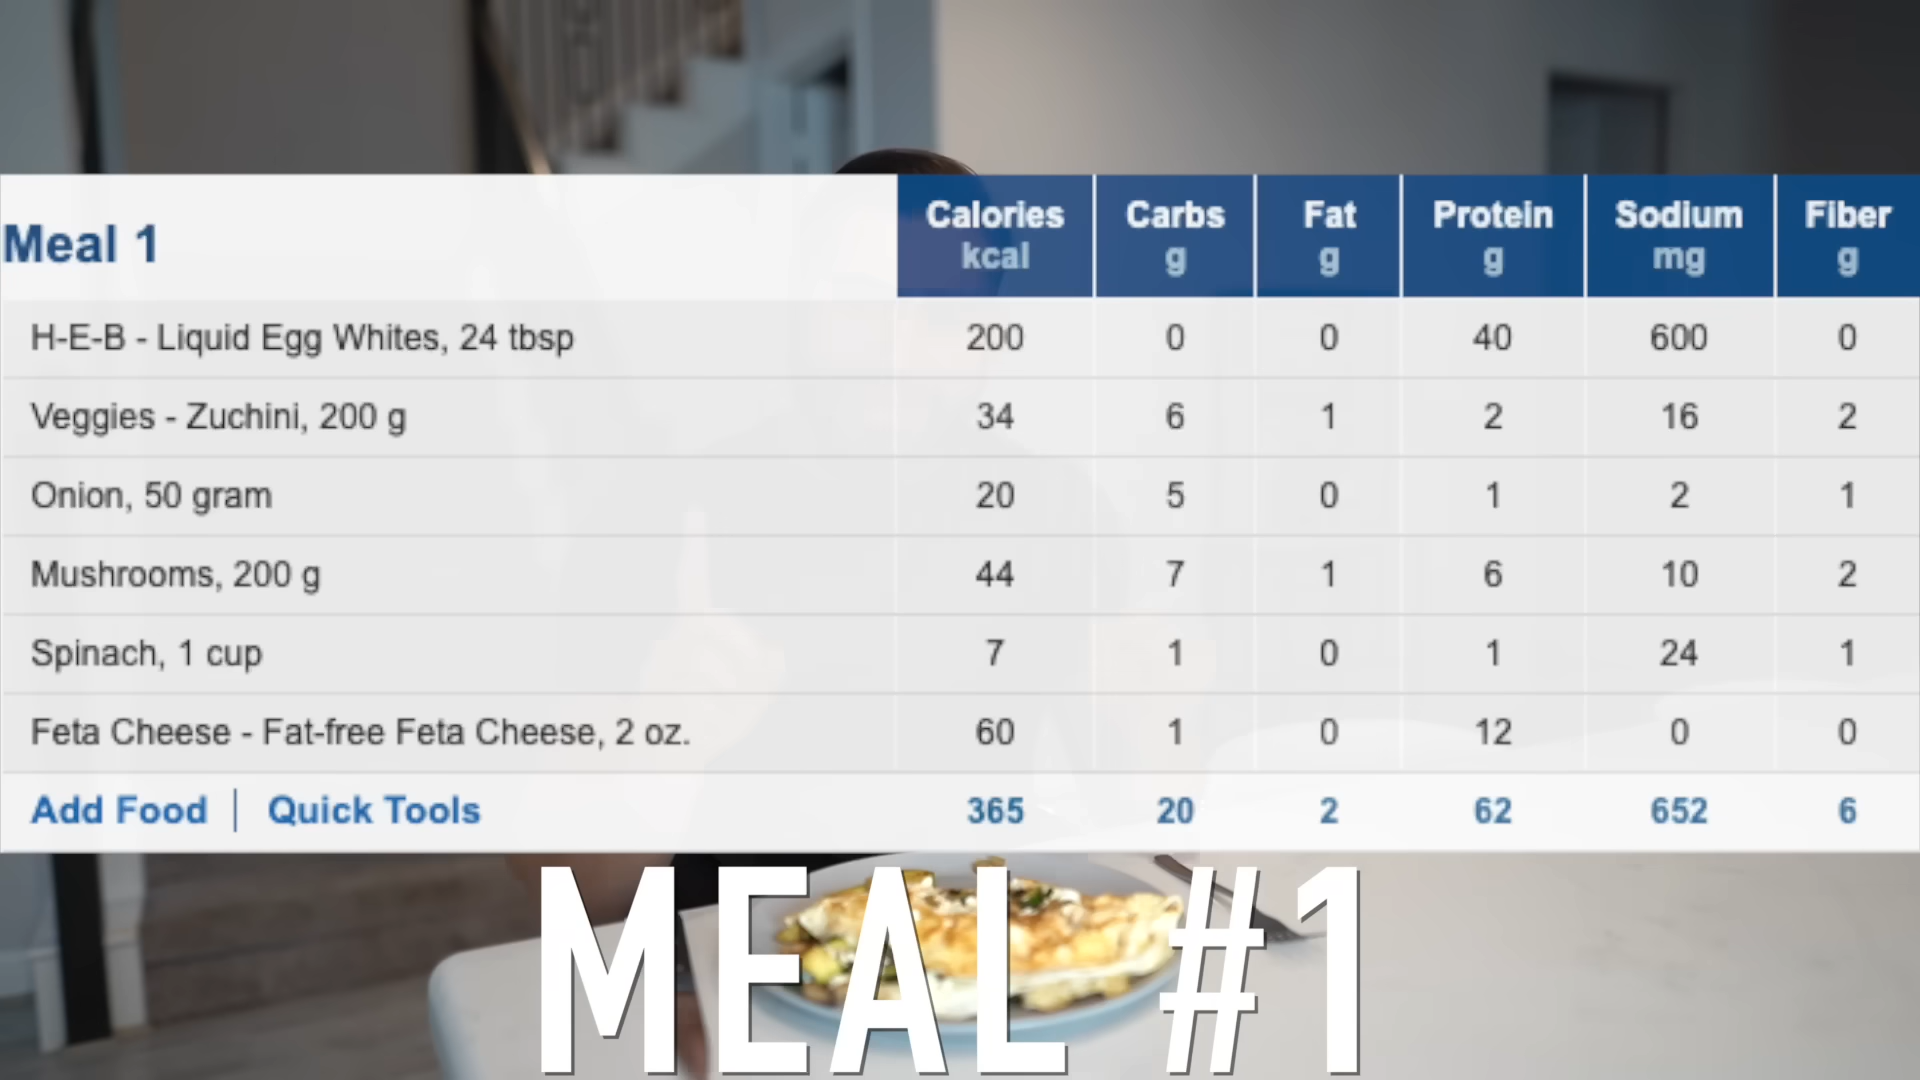 Meal 1 Calories Carbs Fat Protein Sodium Fiber
kcal g g g mg g
H-E-B - Liquid Egg Whites, 24 tbsp 200 0 0 40 600 0
Veggies - Zuchini, 200 g 34 6 1 2 16 2
Onion, 50 gram 20 5 0 1 2 1
Mushrooms, 200 g 44 7 1 6 10 2
Spinach, 1 cup 7 1 0 1 24 1
Feta Cheese - Fat-free Feta Cheese, 2 oz. 60 1 0 12 0 0
Add Food | Quick Tools 365 20 2 62 652 6
MEAL #1